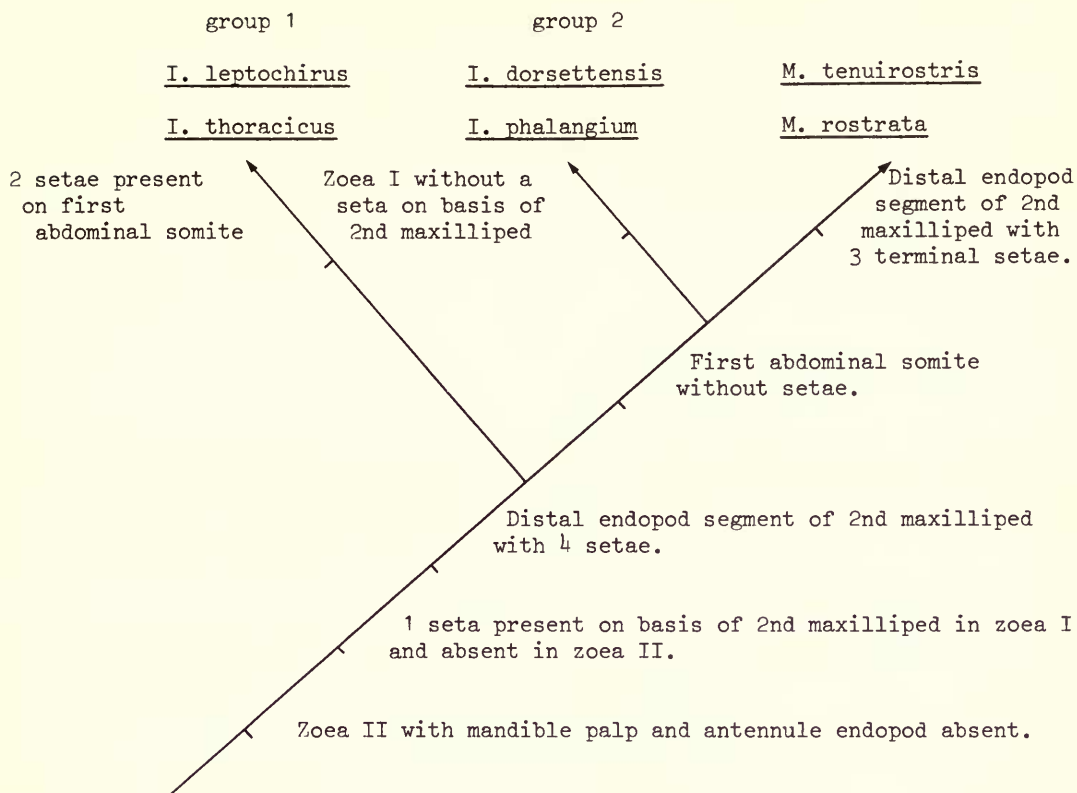 group 1
group 2
I. leptochirus
I. dorsettensis
M. tenuirostris
I. thoracicus
I. phalangium
M. rostrata
2 setae present
on first
abdominal somite
Zoea I without a
seta on basis of
2nd maxilliped
Distal endopod
segment of 2nd
maxilliped with
3 terminal setae.
First abdominal somite
without setae.
Distal endopod segment of 2nd maxilliped
with 4 setae.
1 seta present on basis of 2nd maxilliped in zoea I
and absent in zoea II.
Zoea II with mandible palp and antennule endopod absent.